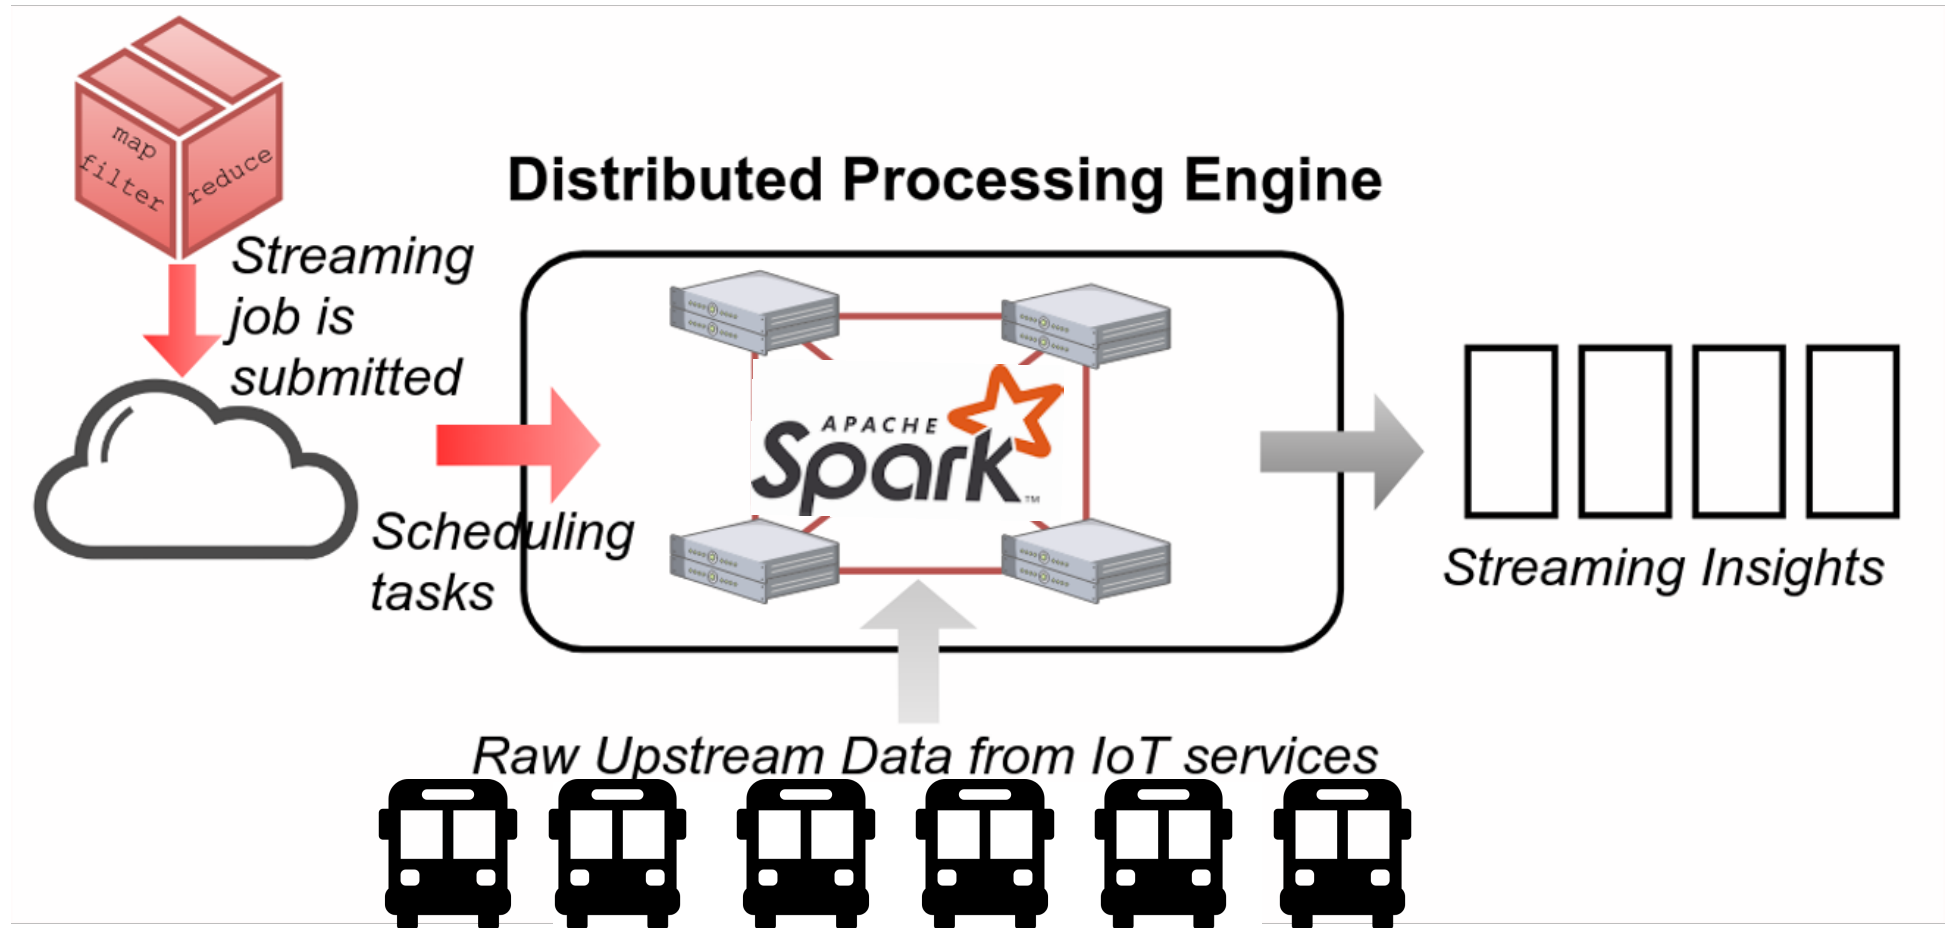 map
filter
reduce
Streaming
job is
submitted
Distributed Processing Engine
APACHE
Spark™
Scheduling
tasks
Streaming Insights
Raw Upstream Data from IoT services